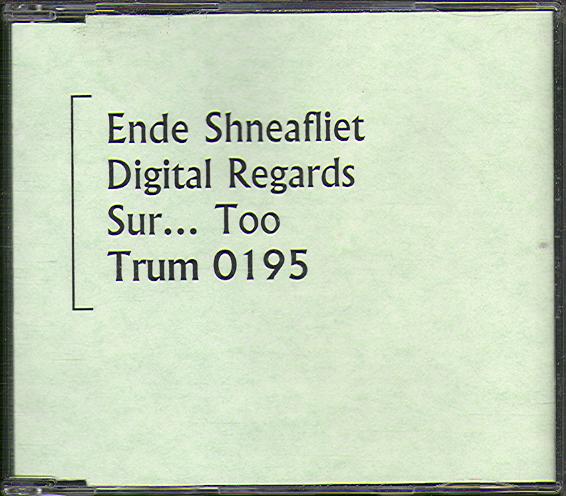 Ende Shneafliet
Digital Regards
Sur... Too
Trum 0195